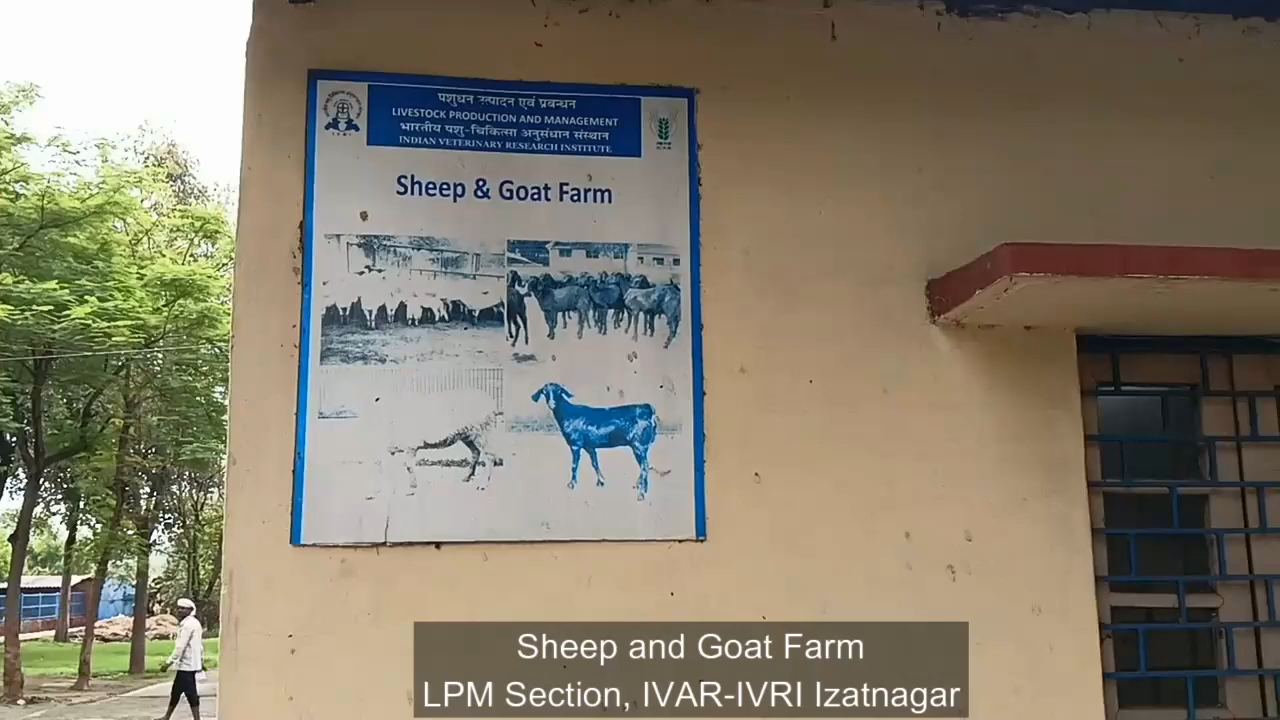 पशुधन उत्पादन एवं प्रबन्धन
LIVESTOCK PRODUCTION AND MANAGEMENT
भारतीय पशु-चिकित्सा अनुसंधान संस्थान
INDIAN VETERINARY RESEARCH INSTITUTE
Sheep & Goat Farm
Sheep and Goat Farm
LPM Section, IVAR-IVRI Izatnagar